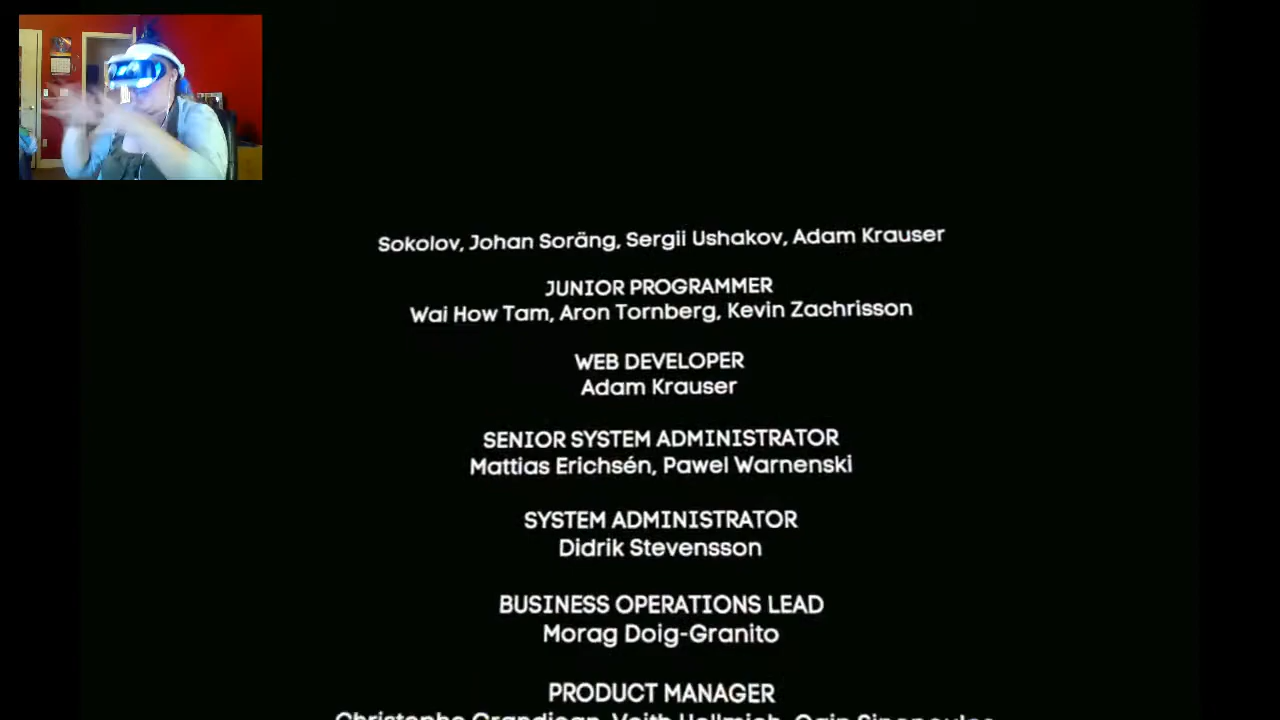 Sokolov, Johan Soräng, Sergii Ushakov, Adam Krauser
JUNIOR PROGRAMMER
Wai How Tam, Aron Tornberg, Kevin Zachrisson
WEB DEVELOPER
Adam Krauser
SENIOR SYSTEM ADMINISTRATOR
Mattias Erichsén, Pawel Warnenski
SYSTEM ADMINISTRATOR
Didrik Stevensson
BUSINESS OPERATIONS LEAD
Morag Doig-Granito
PRODUCT MANAGER